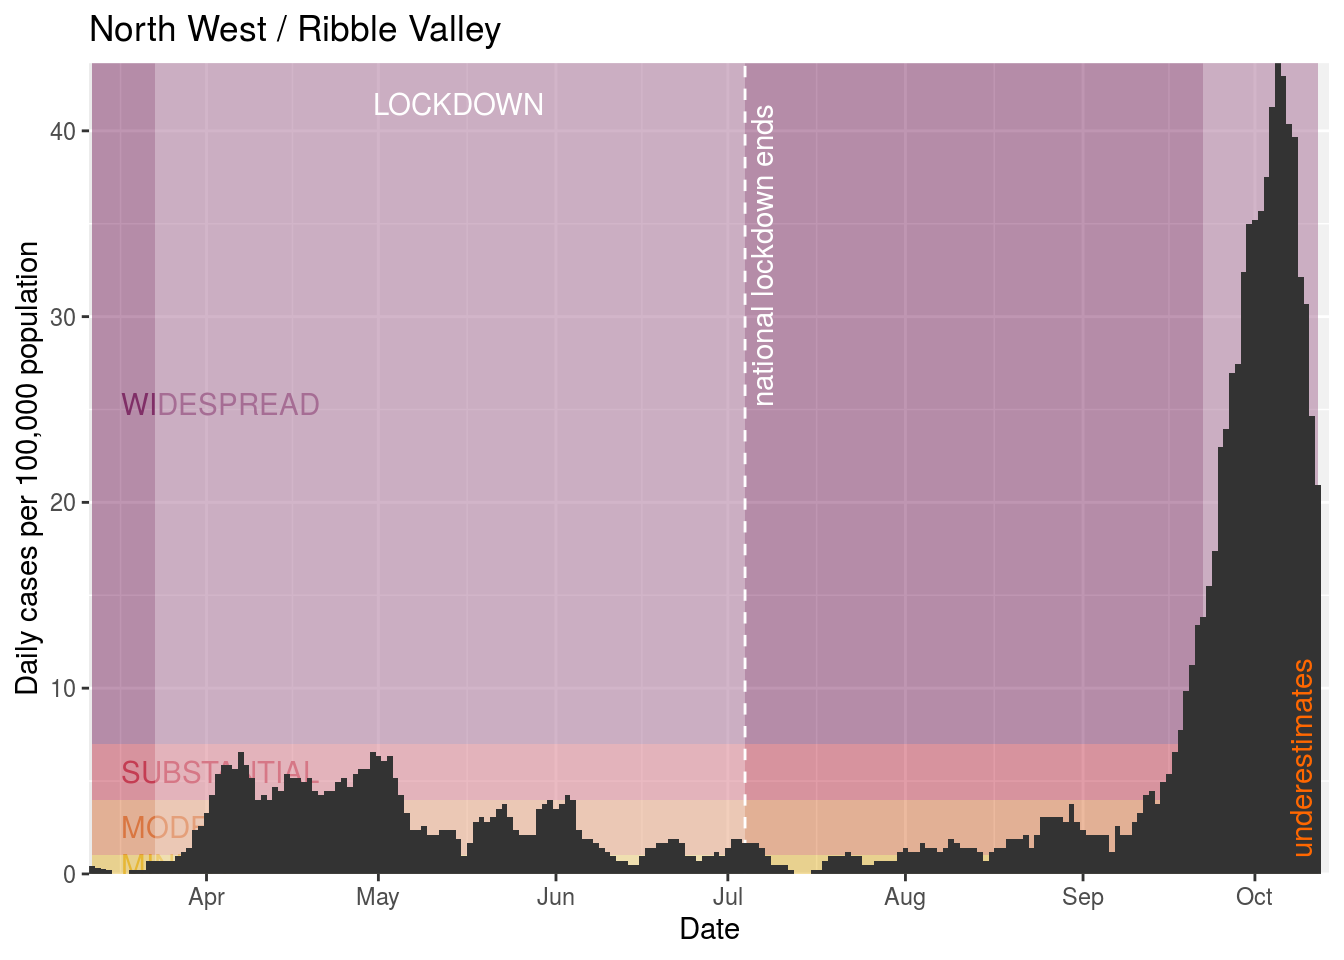 North West / Ribble Valley
LOCKDOWN
national lockdown ends
WIDESPREAD
SUBSTANTIAL
underestimates
40
30
20
10
0
Daily cases per 100,000 population
Apr
May
Jun
Jul
Aug
Sep
Oct
Date